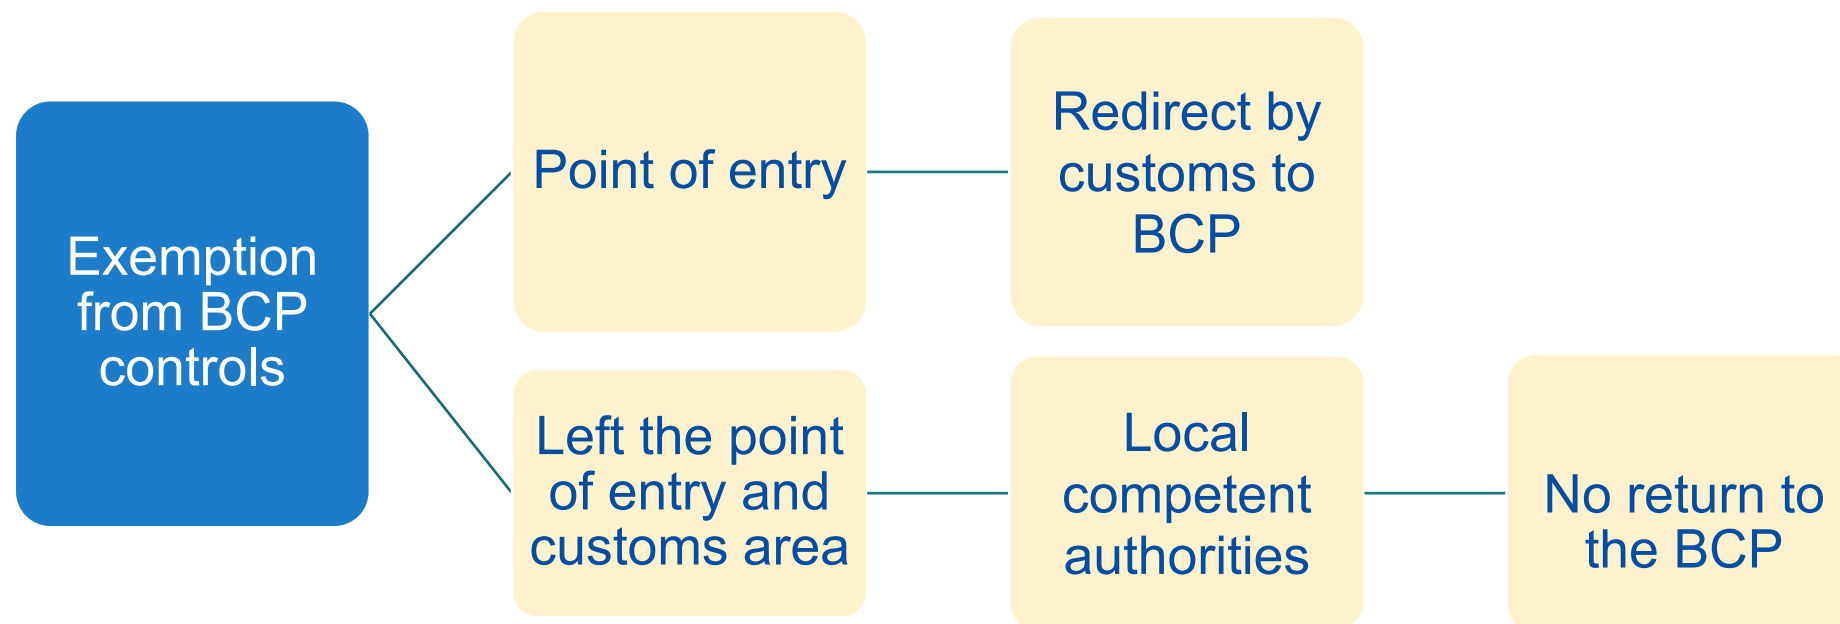 Exemption
from BCP
controls
Point of entry
Redirect by
customs to
BCP
Left the point
of entry and
customs area
Local
competent
authorities
No return to
the BCP